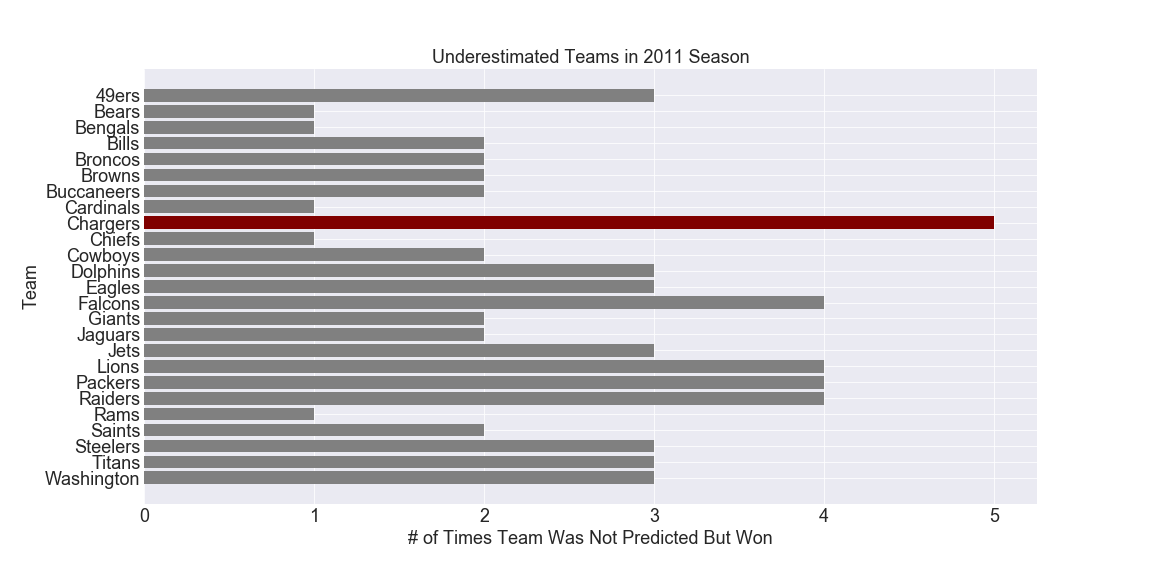 Underestimated Teams in 2011 Season
Team
49ers
Bears
Bengals
Bills
Broncos
Browns
Buccaneers
Cardinals
Chargers
Chiefs
Cowboys
Dolphins
Eagles
Falcons
Giants
Jaguars
Jets
Lions
Packers
Raiders
Rams
Saints
Steelers
Titans
Washington
0 1 2 3 4 5
# of Times Team Was Not Predicted But Won